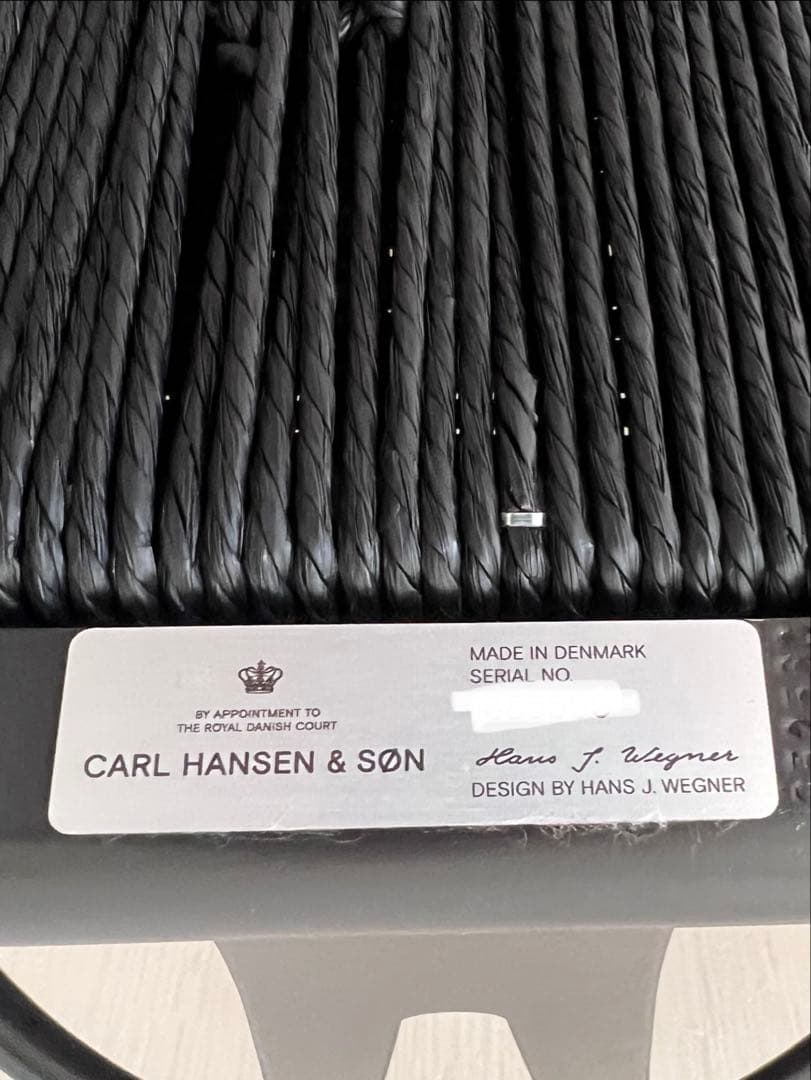 BY APPOINTMENT TO
THE ROYAL DANISH COURT
CARL HANSEN & SØN
MADE IN DENMARK
SERIAL NO.
Hans J. Wegner
DESIGN BY HANS J. WEGNER